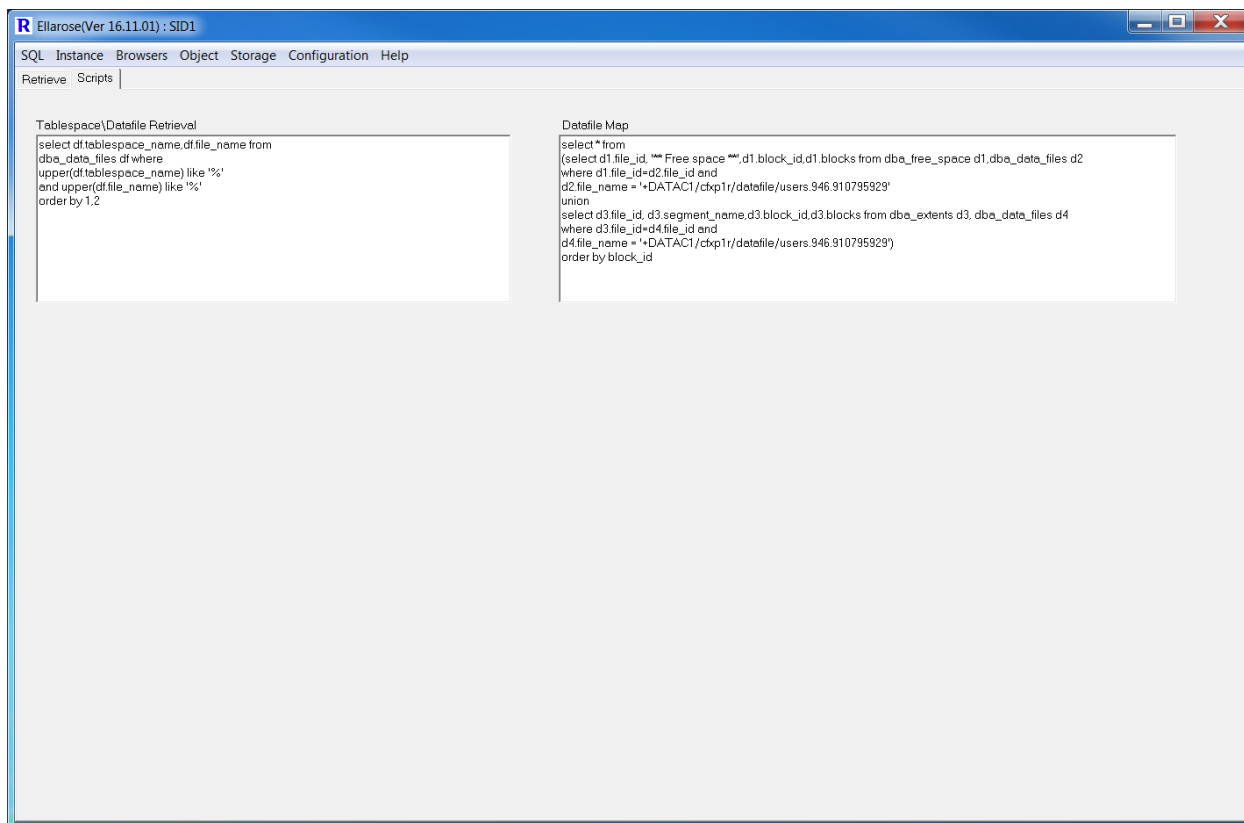 R Ellarose(Ver 16.11.01) : SID1
SQL Instance Browsers Object Storage Configuration Help
Retrieve Scripts
Tablespace\Datafile Retrieval
select df.tablespace_name,df.file_name from
dba_data_files df where
upper(df.tablespace_name) like '%'
and upper(df.file_name) like '%'
order by 1,2
Datafile Map
select * from
(select d1.file_id, '*** Free space ***',d1.block_id,d1.blocks from dba_free_space d1,dba_data_files d2
where d1.file_id=d2.file_id and
d2.file_name = '+DATAC1/cfxp1r/datafile/users.946.910795929'
union
select d3.file_id, d3.segment_name,d3.block_id,d3.blocks from dba_extents d3, dba_data_files d4
where d3.file_id=d4.file_id and
d4.file_name = '+DATAC1/cfxp1r/datafile/users.946.910795929')
order by block_id